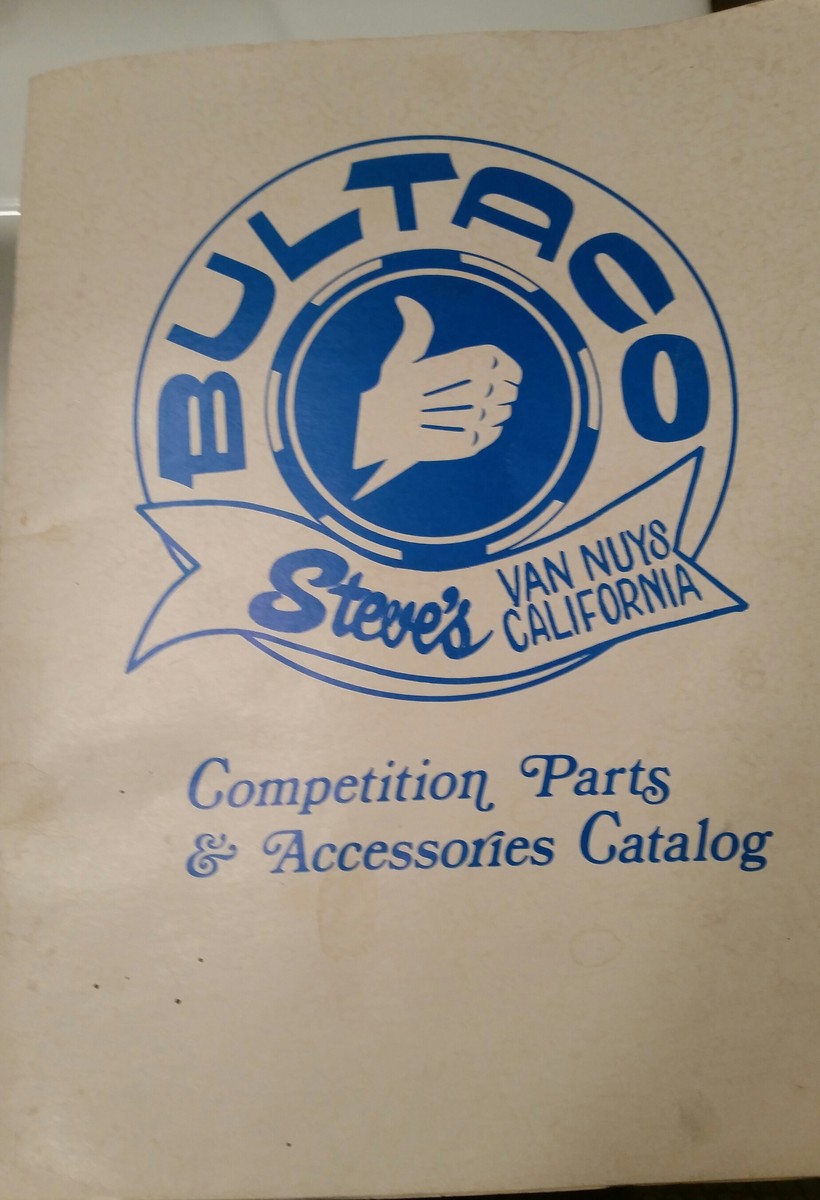 BULTACO
Steve's
VAN NUYS
CALIFORNIA
Competition Parts
& Accessories Catalog